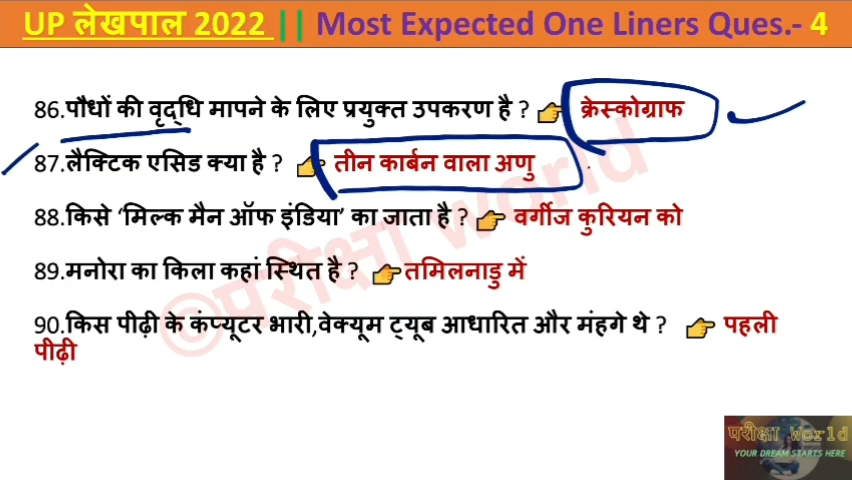 UP लेखपाल 2022 || Most Expected One Liners Ques.- 4
86.पौधों की वृद्धि मापने के लिए प्रयुक्त उपकरण है ? 👉 क्रेस्कोग्राफ
87.लैक्टिक एसिड क्या है ? 👉 तीन कार्बन वाला अणु
88.किसे ‘मिल्क मैन ऑफ इंडिया’ का जाता है ? 👉 वर्गीज कुरियन को
89.मनोरा का किला कहां स्थित है ? 👉 तमिलनाडु में
90.किस पीढ़ी के कंप्यूटर भारी,वेक्यूम ट्यूब आधारित और मंहगे थे ? 👉 पहली
पीढ़ी
©परीक्षा World
परीक्षा World
YOUR DREAM STARTS HERE